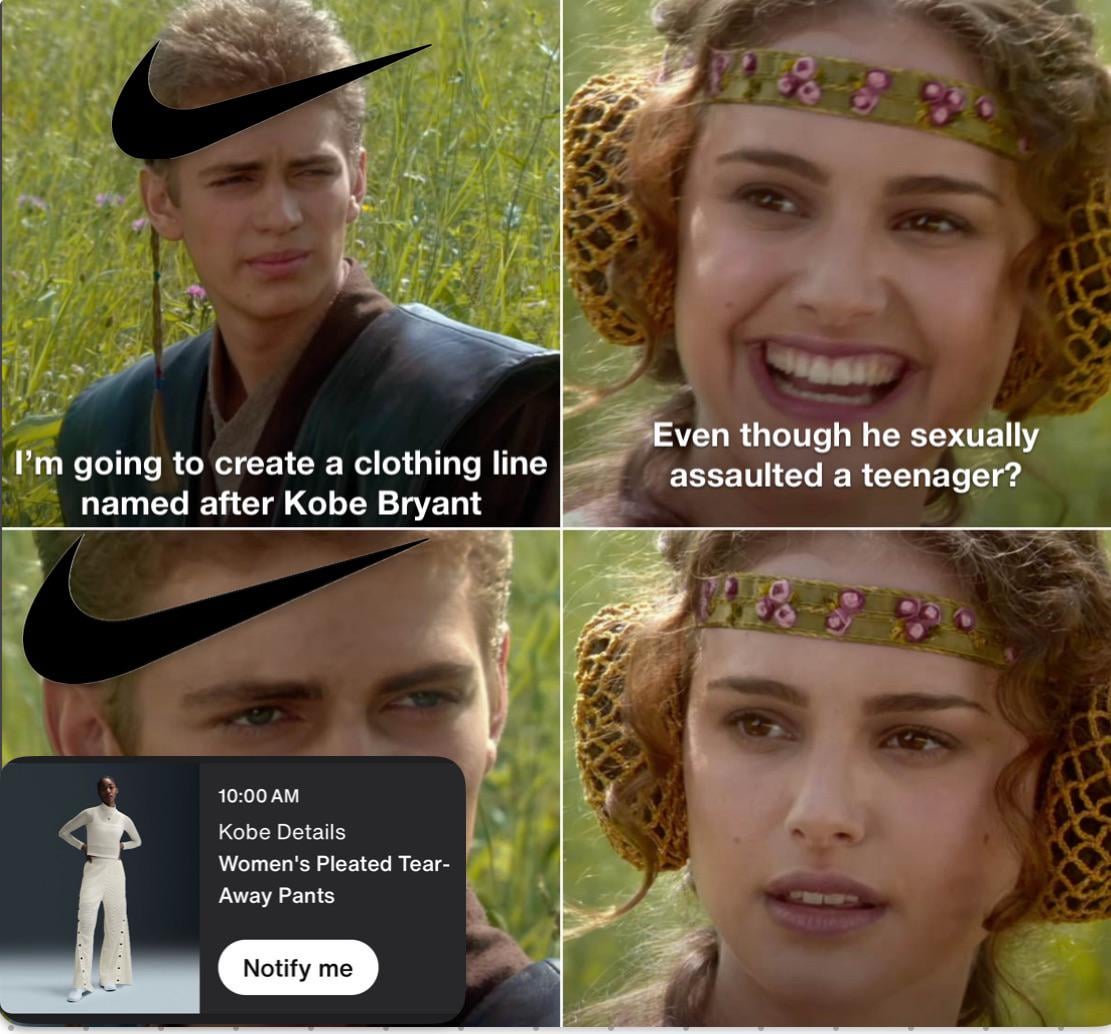 I’m going to create a clothing line
named after Kobe Bryant
Even though he sexually
assaulted a teenager?
10:00 AM
Kobe Details
Women's Pleated Tear-
Away Pants
Notify me